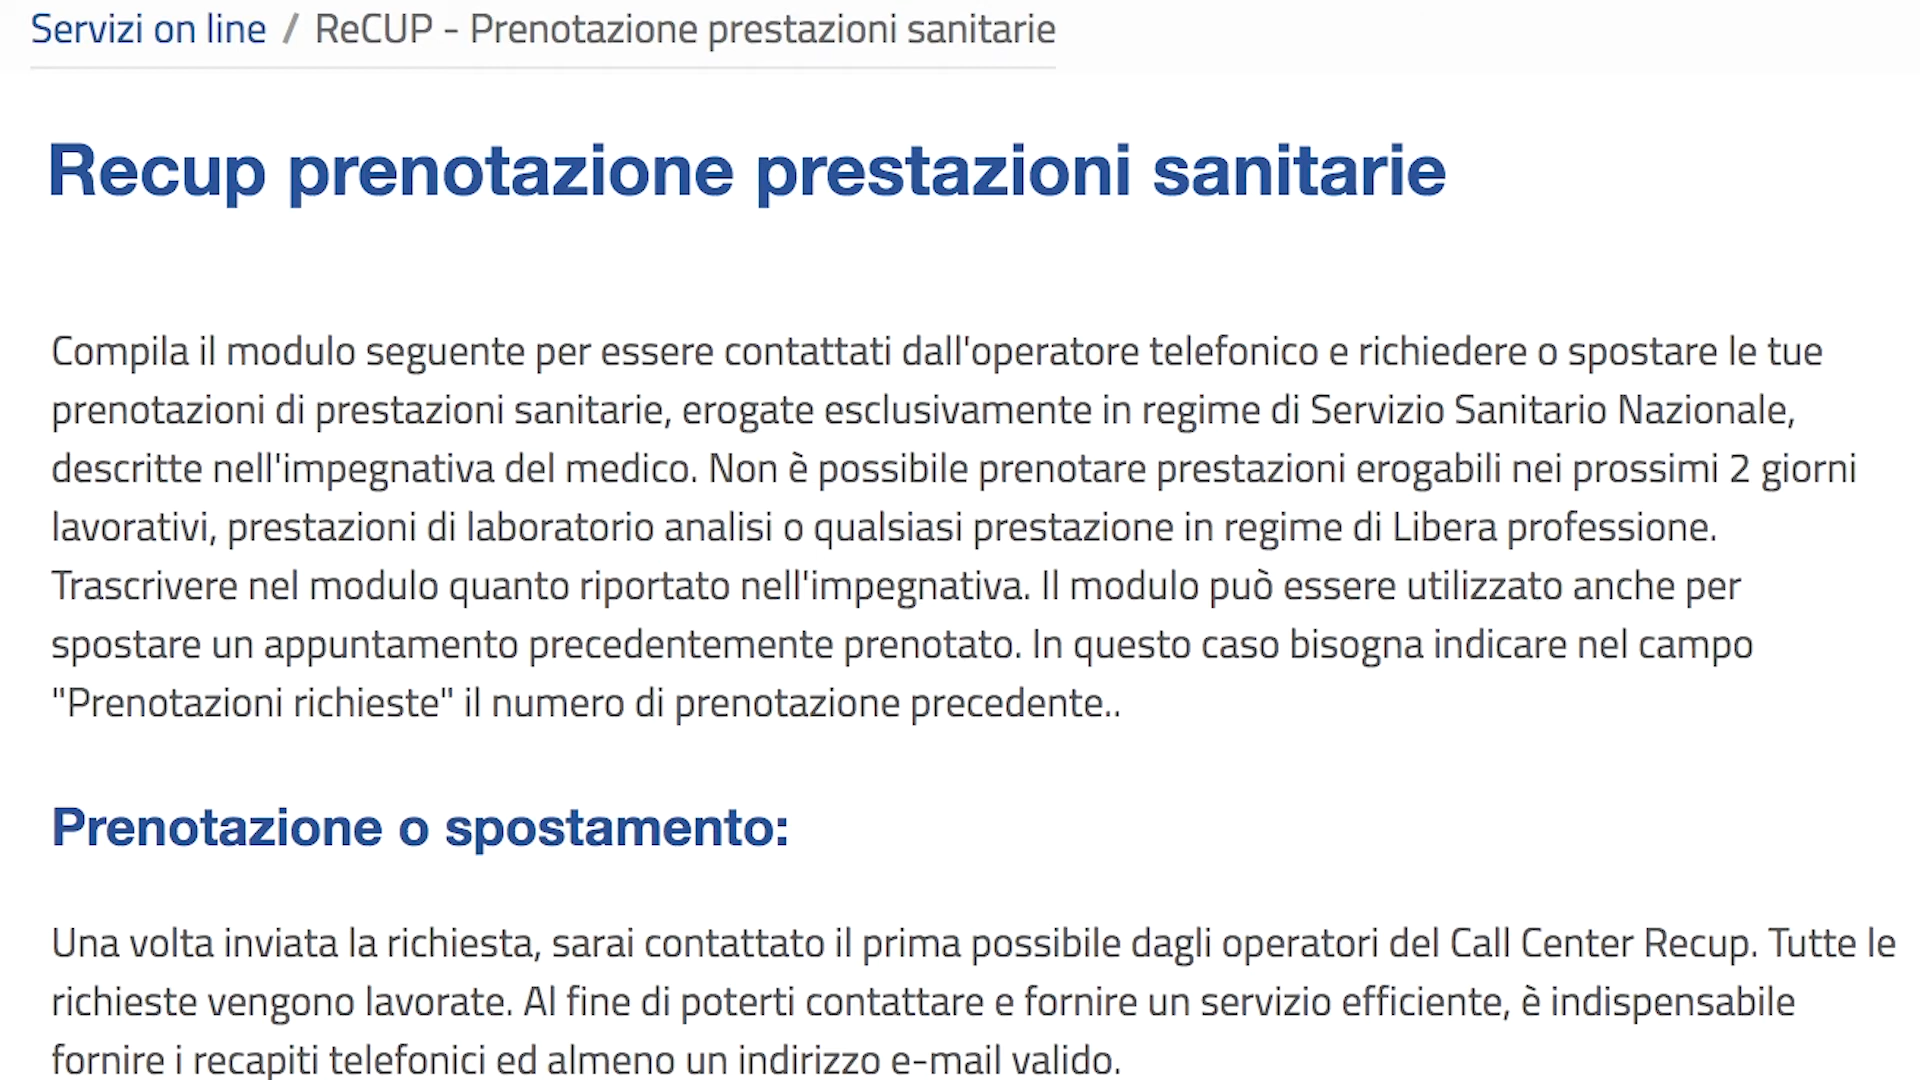 Servizi on line / ReCUP - Prenotazione prestazioni sanitarie
Recup prenotazione prestazioni sanitarie
Compila il modulo seguente per essere contattati dall'operatore telefonico e richiedere o spostare le tue
prenotazioni di prestazioni sanitarie, erogate esclusivamente in regime di Servizio Sanitario Nazionale,
descritte nell'impegnativa del medico. Non è possibile prenotare prestazioni erogabili nei prossimi 2 giorni
lavorativi, prestazioni di laboratorio analisi o qualsiasi prestazione in regime di Libera professione.
Trascrivere nel modulo quanto riportato nell'impegnativa. Il modulo può essere utilizzato anche per
spostare un appuntamento precedentemente prenotato. In questo caso bisogna indicare nel campo
"Prenotazioni richieste" il numero di prenotazione precedente..
Prenotazione o spostamento:
Una volta inviata la richiesta, sarai contattato il prima possibile dagli operatori del Call Center Recup. Tutte le
richieste vengono lavorate. Al fine di poterti contattare e fornire un servizio efficiente, è indispensabile
fornire i recapiti telefonici ed almeno un indirizzo e-mail valido.